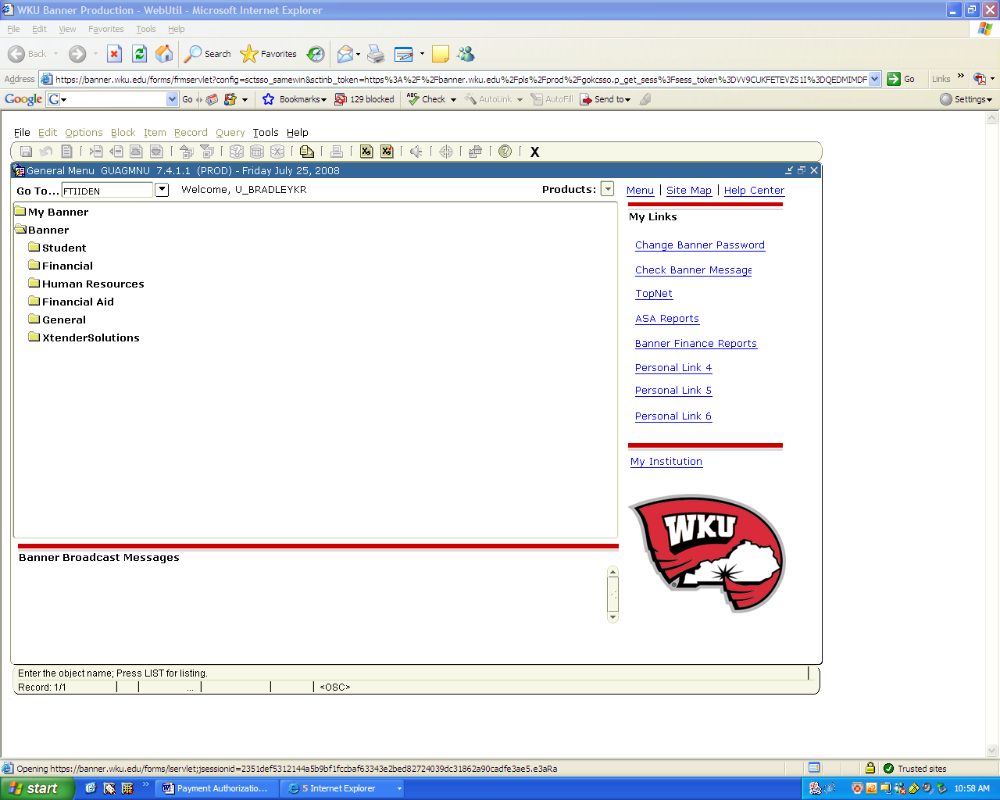 WKU Banner Production - WebUtil - Microsoft Internet Explorer
File Edit View Favorites Tools Help
Back Search Favorites
Address https://banner.wku.edu/forms/frmservlet?config=sctsso_samewin&sctinb_token=https%3A%2F%2Fbanner.wku.edu%2Fpls%2Fprod%2Fgokcsso.p_get_sess%3Fsess_token%3DVV9CUKFETEVZS1I%3DQEDMIMDF Go Links »
Google G Go Bookmarks 129 blocked Check AutoLink AutoFill Send to Settings
File Edit Options Block Item Record Query Tools Help
X
General Menu GUAGMNU 7.4.1.1 (PROD) - Friday July 25, 2008
Go To... FTIIDEN Welcome, U_BRADLEYKR Products: Menu | Site Map | Help Center
My Banner
Banner
Student
Financial
Human Resources
Financial Aid
General
XtenderSolutions
My Links
Change Banner Password
Check Banner Message
TopNet
ASA Reports
Banner Finance Reports
Personal Link 4
Personal Link 5
Personal Link 6
My Institution
WKU
Banner Broadcast Messages
Enter the object name; Press LIST for listing.
Record: 1/1 ... <OSC>
Opening https://banner.wku.edu/forms/lservlet;jsessionid=2351def5312144a5b9bf1fccbaf63343e2bed82724039dc31862a90cadfe3ae5.e3aRa Trusted sites
start » Payment Authorizatio... 5 Internet Explorer 10:58 AM